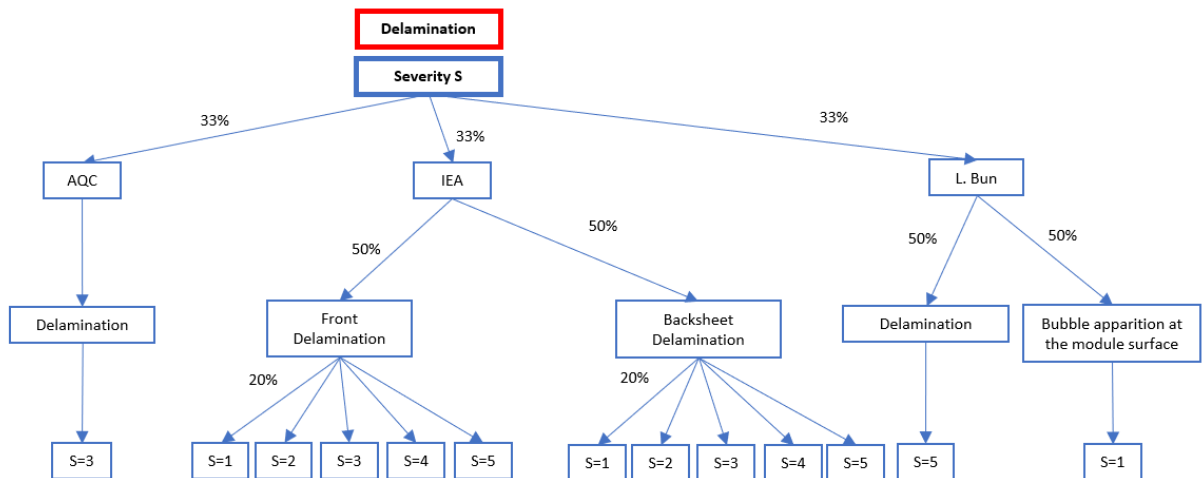 Delamination
Severity S
33%
33%
33%
AQC
IEA
L. Bun
50%
50%
50%
50%
Delamination
Front
Delamination
Backsheet
Delamination
Delamination
Bubble apparition at
the module surface
20%
20%
S=3
S=1
S=2
S=3
S=4
S=5
S=1
S=2
S=3
S=4
S=5
S=5
S=1